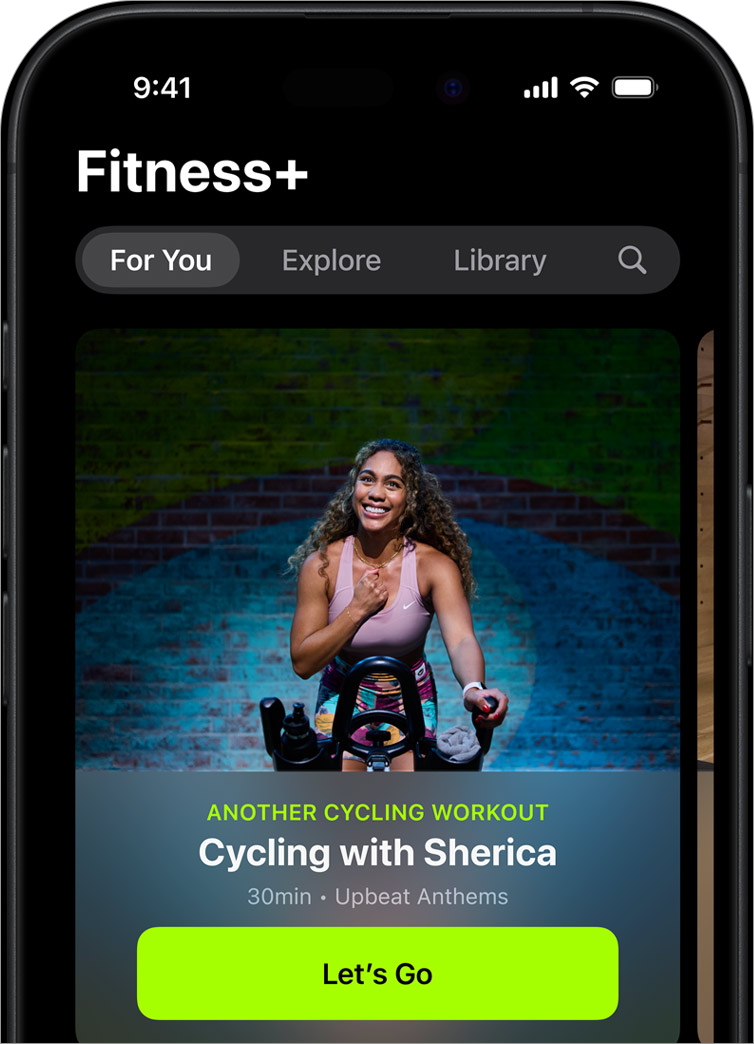 9:41
Fitness+
For You Explore Library
ANOTHER CYCLING WORKOUT
Cycling with Sherica
30min • Upbeat Anthems
Let’s Go